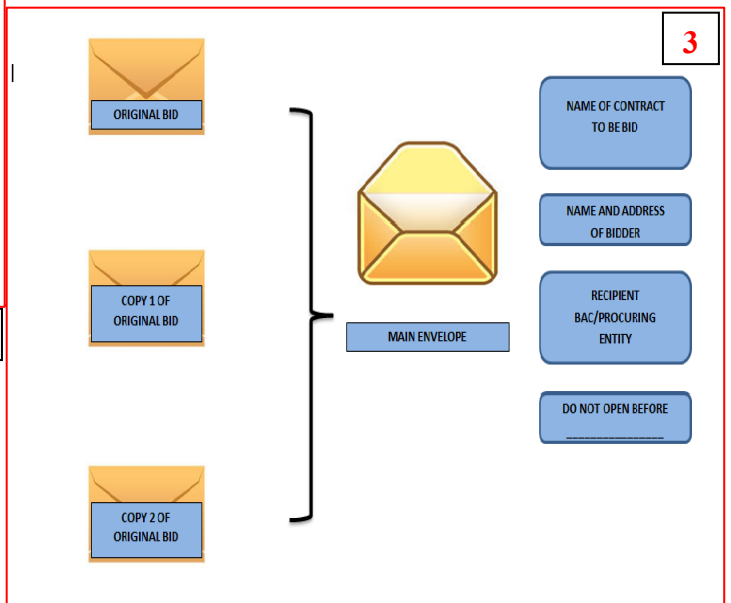 3
ORIGINAL BID
COPY 1 OF
ORIGINAL BID
COPY 2 OF
ORIGINAL BID
MAIN ENVELOPE
NAME OF CONTRACT
TO BE BID
NAME AND ADDRESS
OF BIDDER
RECIPIENT
BAC/PROCURING
ENTITY
DO NOT OPEN BEFORE
________________